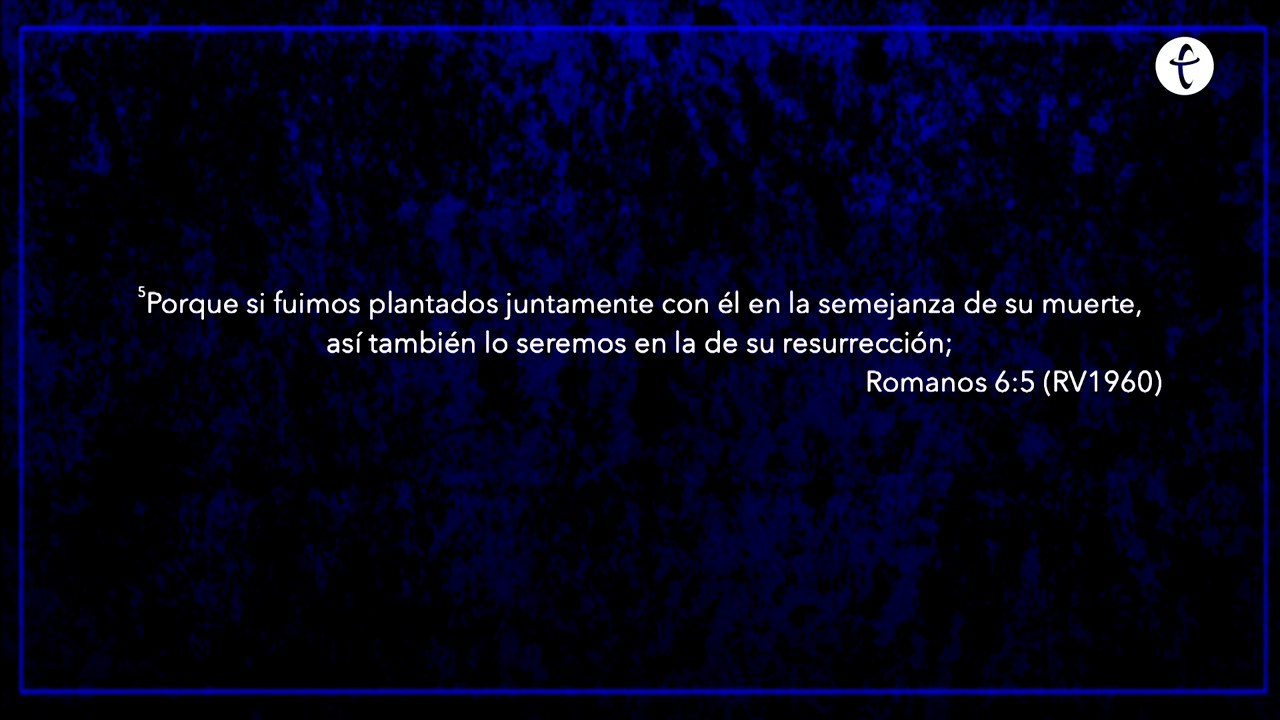 ⁵Porque si fuimos plantados juntamente con él en la semejanza de su muerte,
así también lo seremos en la de su resurrección;
Romanos 6:5 (RV1960)